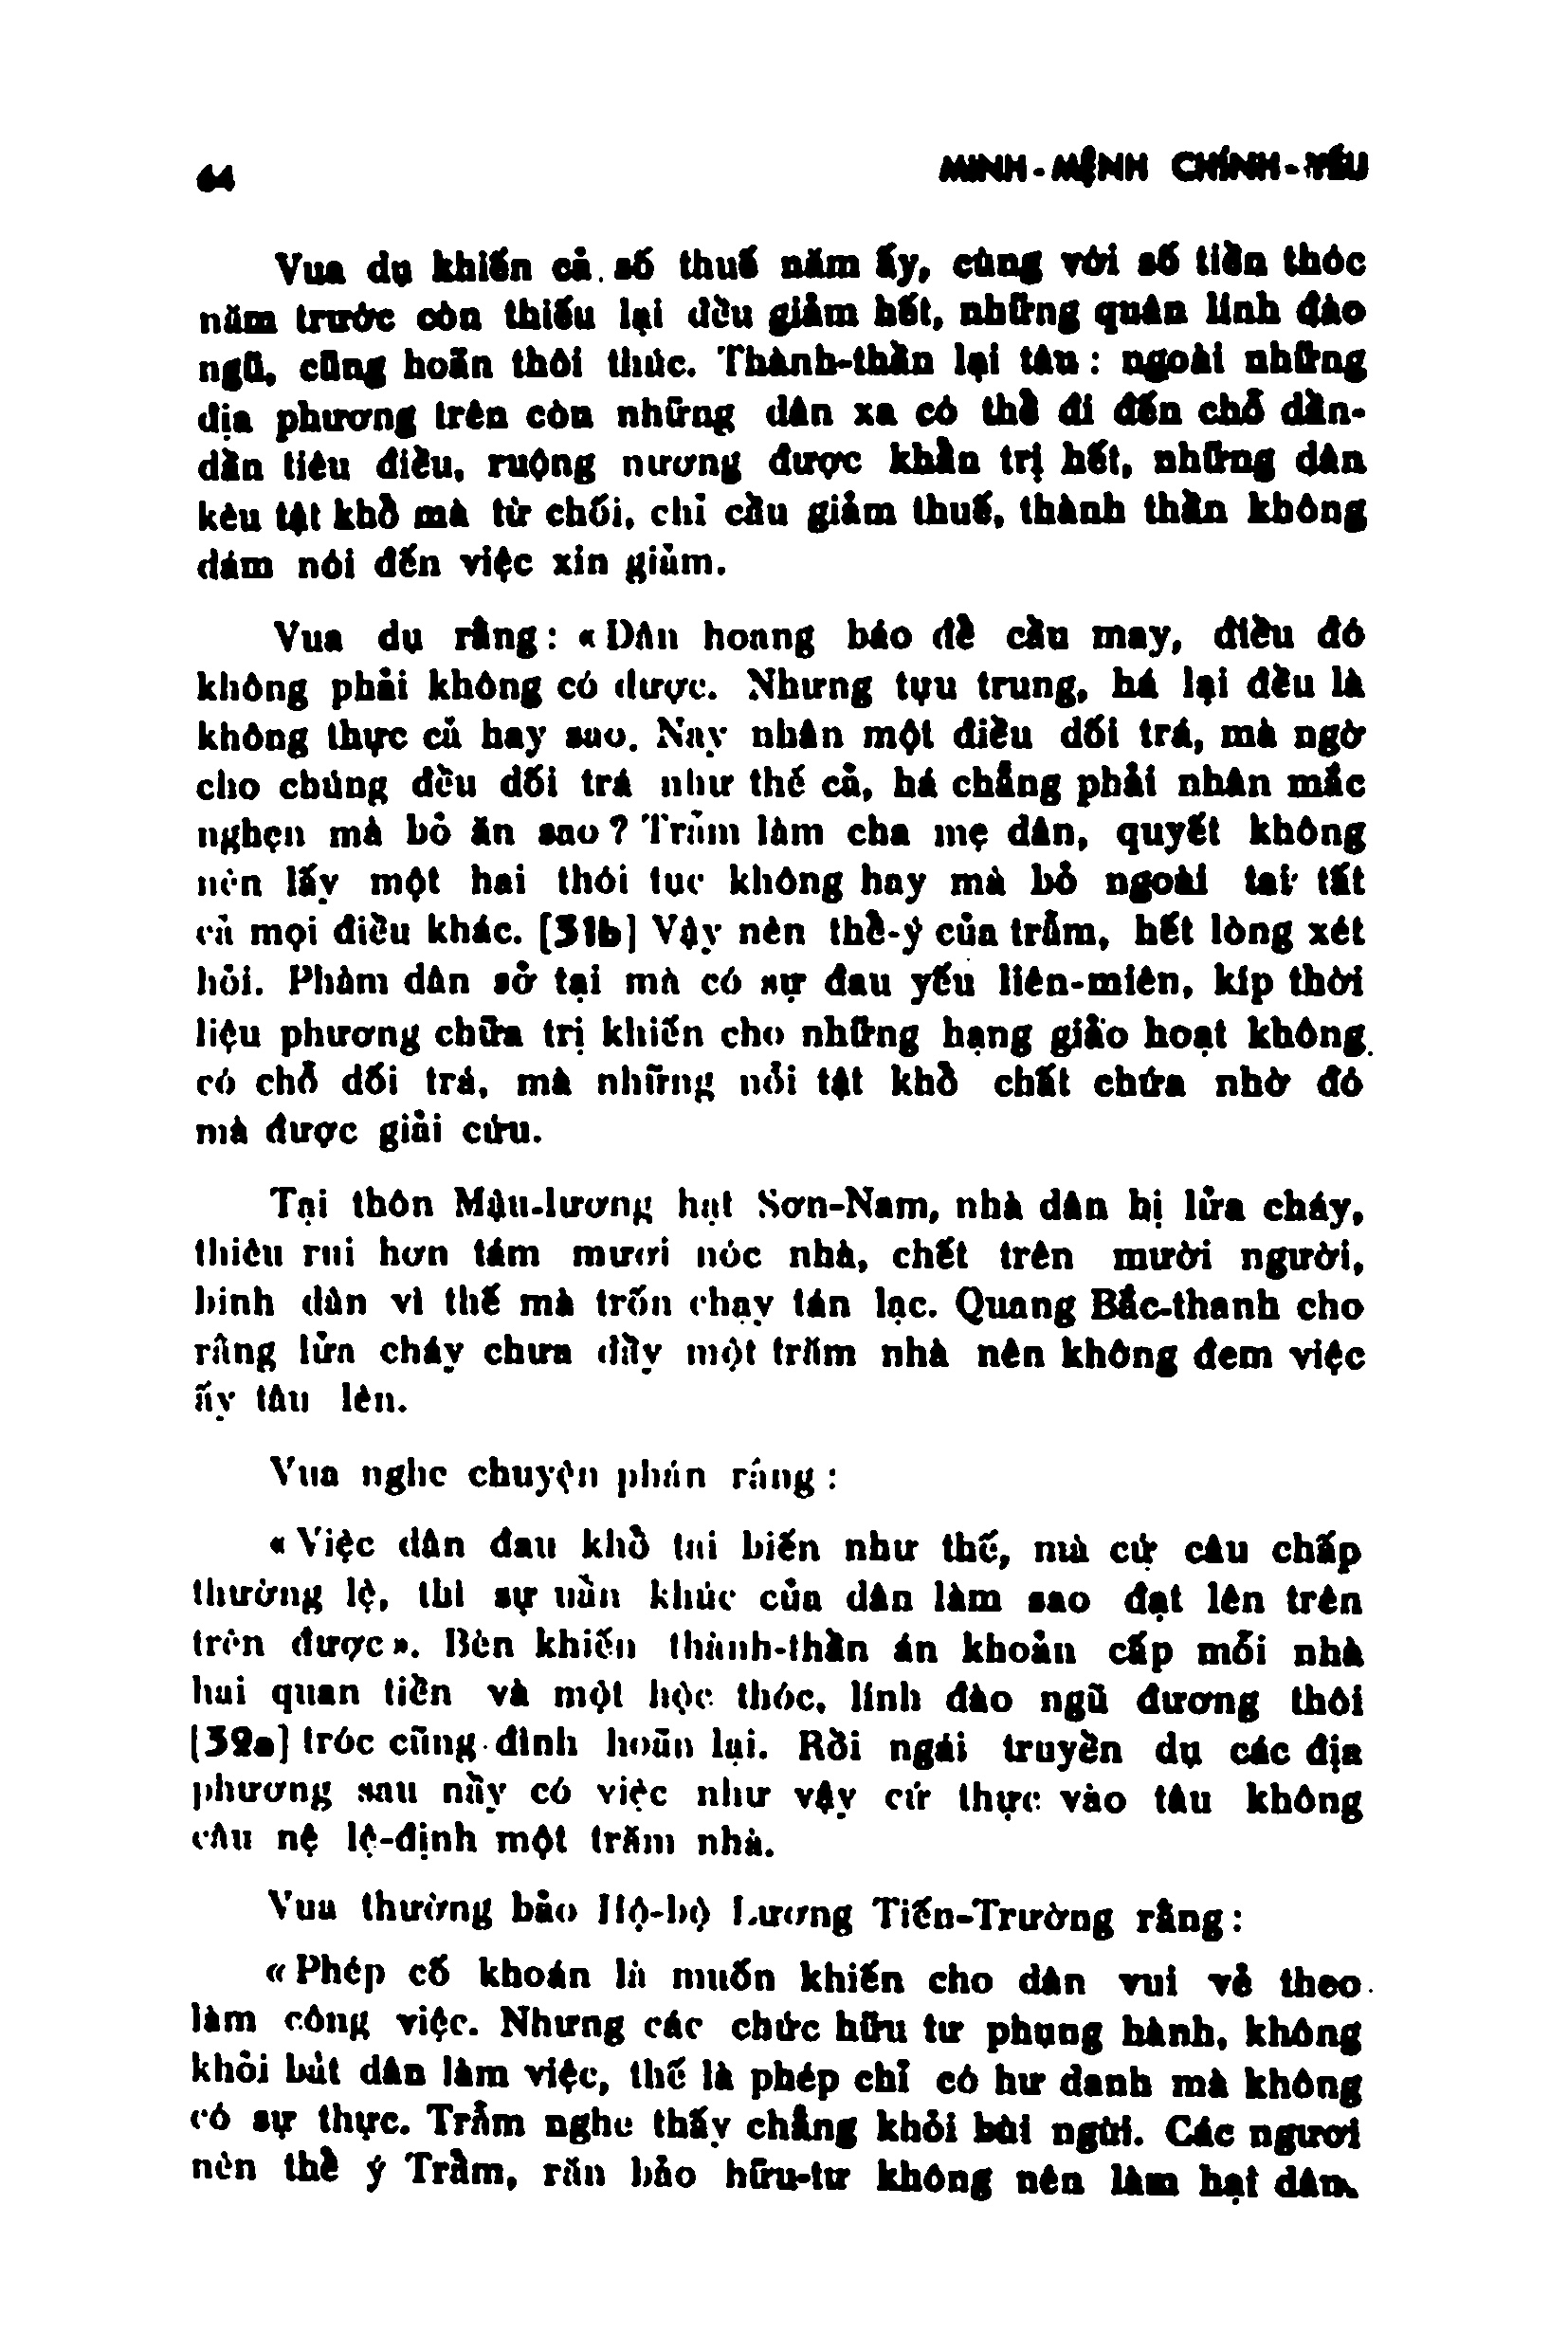 64
MINH-MỆNH CHÍNH-YẾU
Vua dụ khiến cả số thuế năm ấy, cùng với số tiền thóc
năm trước còn thiếu lại đều giảm hết, những quân lính đào
ngũ, cũng hoãn thôi thúc. Thành-thần lại tâu : ngoài những
địa phương trên còn những dân xa có thể đi đến chỗ dần-
dần tiêu điều, ruộng nương được khẩn trị hết, những dân
kêu tật khổ mà từ chối, chỉ cầu giảm thuế, thành thần không
dám nói đến việc xin giảm.
Vua dụ rằng : « Dân hoang báo để cầu may, điều đó
không phải không có được. Nhưng tựu trung, há lại đều là
không thực cả hay sao. Nay nhân một điều dối trá, mà ngờ
cho chúng đều dối trá như thế cả, há chẳng phải nhân mắc
nghẹn mà bỏ ăn sao ? Trẫm làm cha mẹ dân, quyết không
nên lấy một hai thói tục không hay mà bỏ ngoài tai tất
cả mọi điều khác. [31b] Vậy nên thể-ý của trẫm, hết lòng xét
hỏi. Phàm dân sở tại mà có sự đau yếu liên-miên, kíp thời
liệu phương chữa trị khiến cho những hạng giảo hoạt không
có chỗ dối trá, mà những nỗi tật khổ chất chứa nhờ đó
mà được giải cứu.
Tại thôn Mậu-lương hạt Sơn-Nam, nhà dân bị lửa cháy,
thiêu rui hơn tám mươi nóc nhà, chết trên mười người,
binh dân vì thế mà trốn chạy tán lạc. Quang Bắc-thanh cho
rằng lửa cháy chưa đầy một trăm nhà nên không đem việc
ấy tâu lên.
Vua nghe chuyện phán rằng :
« Việc dân đau khổ tai biến như thế, mà cứ câu chấp
thường lệ, thì sự uẩn khúc của dân làm sao đạt lên trên
trên được ». Bèn khiến thành-thần án khoản cấp mỗi nhà
hai quan tiền và một hộc thóc, lính đào ngũ đương thôi
[32a] tróc cũng đình hoãn lại. Rồi ngài truyền dụ các địa
phương sau nầy có việc như vậy cứ thực vào tâu không
câu nệ lệ-định một trăm nhà.
Vua thường bảo Hộ-bộ Lương Tiến-Trường rằng :
« Phép cố khoán là muốn khiến cho dân vui vẻ theo
làm công việc. Nhưng các chức hữu tư phụng hành, không
khỏi bắt dân làm việc, thế là phép chỉ có hư danh mà không
có sự thực. Trẫm nghe thấy chẳng khỏi bùi ngùi. Các ngươi
nên thể ý Trẫm, răn bảo hữu-tư không nên làm hạt dân.